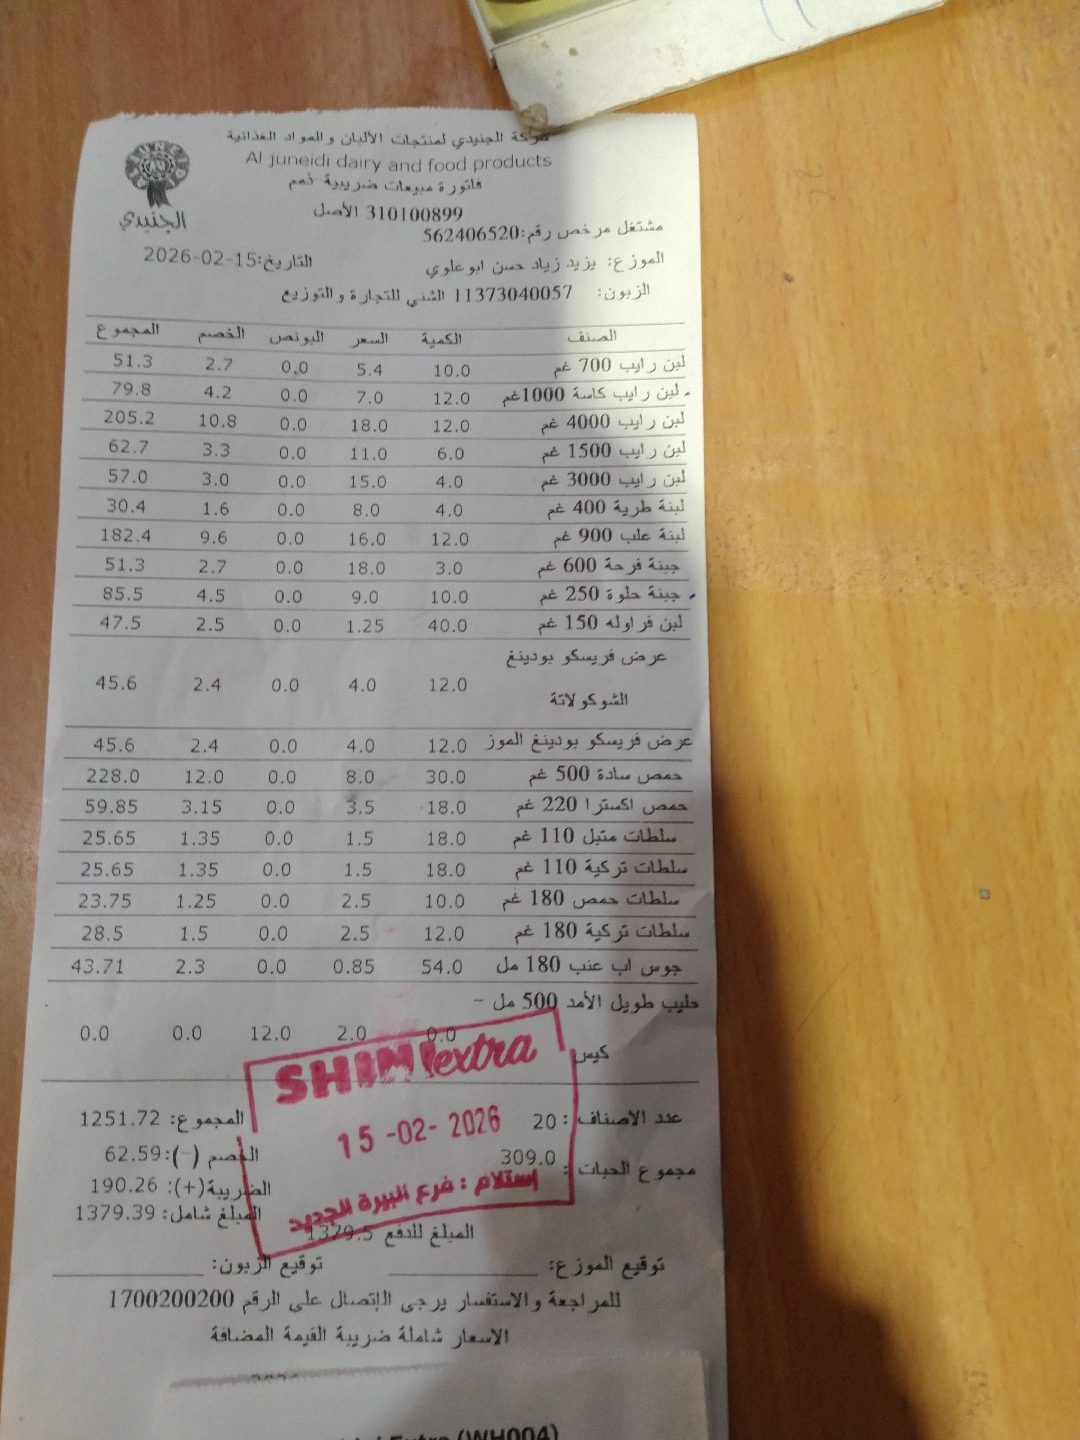 شركة الجنيدي لمنتجات الألبان والمواد الغذائية
Al juneidi dairy and food products
فاتورة مبيعات ضريبية ذمم
310100899 الأصل
الجنيدي
مشتغل مرخص رقم:562406520
الموزع: يزيد زياد حسن ابو علوي التاريخ:2026-02-15
الزبون: 11373040057 الشني للتجارة والتوزيع
الصنف الكمية السعر البونص الخصم المجموع
لبن رايب 700 غم 10.0 5.4 0.0 2.7 51.3
لبن رايب كاسة 1000غم 12.0 7.0 0.0 4.2 79.8
لبن رايب 4000 غم 12.0 18.0 0.0 10.8 205.2
لبن رايب 1500 غم 6.0 11.0 0.0 3.3 62.7
لبن رايب 3000 غم 4.0 15.0 0.0 3.0 57.0
لبنة طرية 400 غم 4.0 8.0 0.0 1.6 30.4
لبنة علب 900 غم 12.0 16.0 0.0 9.6 182.4
جبنة فرحة 600 غم 3.0 18.0 0.0 2.7 51.3
جبنة حلوة 250 غم 10.0 9.0 0.0 4.5 85.5
لبن فراوله 150 غم 40.0 1.25 0.0 2.5 47.5
عرض فريسكو بودينغ
الشوكولاتة 12.0 4.0 0.0 2.4 45.6
عرض فريسكو بودينغ الموز 12.0 4.0 0.0 2.4 45.6
حمص سادة 500 غم 30.0 8.0 0.0 12.0 228.0
حمص اكسترا 220 غم 18.0 3.5 0.0 3.15 59.85
سلطات متبل 110 غم 18.0 1.5 0.0 1.35 25.65
سلطات تركية 110 غم 18.0 1.5 0.0 1.35 25.65
سلطات حمص 180 غم 10.0 2.5 0.0 1.25 23.75
سلطات تركية 180 غم 12.0 2.5 0.0 1.5 28.5
جوس اب عنب 180 مل 54.0 0.85 0.0 2.3 43.71
حليب طويل الأمد 500 مل -
كيس 0.0 2.0 12.0 0.0 0.0
SHINI extra
15 -02- 2026
إستلام : فرع البيرة الجديد
عدد الاصناف : 20 المجموع: 1251.72
مجموع الحبات : 309.0 الخصم (-):62.59
الضريبة(+): 190.26
المبلغ شامل: 1379.39
المبلغ للدفع 1379.5
توقيع الموزع: توقيع الزبون:
للمراجعة والاستفسار يرجى الإتصال على الرقم 1700200200
الاسعار شاملة ضريبة القيمة المضافة
Extra (WH004)